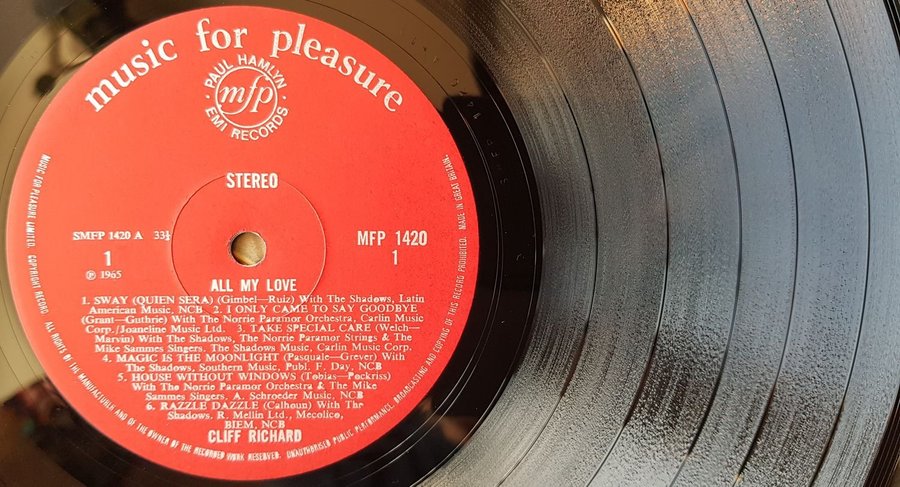 music for pleasure
PAUL HAMLYN
mfp
EMI RECORDS
STEREO
SMFP 1420 A 33⅓
MFP 1420
1
1
℗ 1965
ALL MY LOVE
1. SWAY (QUIEN SERA) (Gimbel—Ruiz) With The Shadows, Latin
American Music, NCB 2. I ONLY CAME TO SAY GOODBYE
(Grant—Guthrie) With The Norrie Paramor Orchestra, Carlin Music
Corp./Joaneline Music Ltd. 3. TAKE SPECIAL CARE (Welch—
Marvin) With The Shadows, The Norrie Paramor Strings & The
Mike Sammes Singers. The Shadows Music, Carlin Music Corp.
4. MAGIC IS THE MOONLIGHT (Pasquale—Grever) With
The Shadows, Southern Music, Publ. F. Day, NCB
5. HOUSE WITHOUT WINDOWS (Tobias—Pockriss)
With The Norrie Paramor Orchestra & The Mike
Sammes Singers, A. Schroeder Music, NCB
6. RAZZLE DAZZLE (Calhoun) With The
Shadows. R. Mellin Ltd., Mecolico,
BIEM, NCB
CLIFF RICHARD
MUSIC FOR PLEASURE LIMITED. COPYRIGHT RECORD. ALL RIGHTS OF THE MANUFACTURER AND OF THE OWNER OF THE RECORDED WORK RESERVED. UNAUTHORISED PUBLIC PERFORMANCE, BROADCASTING AND COPYING OF THIS RECORD PROHIBITED. MADE IN GREAT BRITAIN.